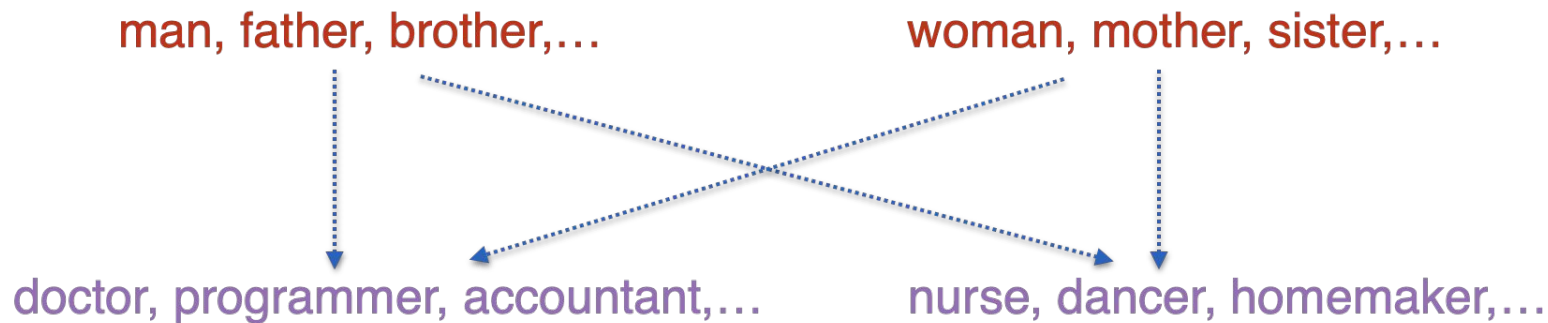 man, father, brother,… woman, mother, sister,…
doctor, programmer, accountant,… nurse, dancer, homemaker,…